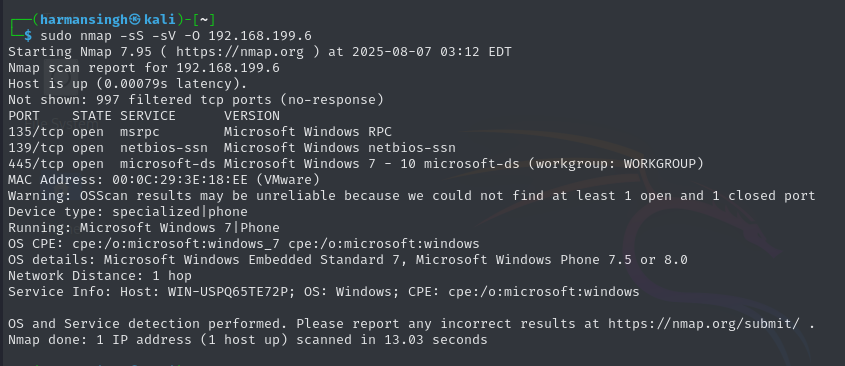 ┌──(harmansingh㉿kali)-[~]
└─$ sudo nmap -sS -sV -O 192.168.199.6
Starting Nmap 7.95 ( https://nmap.org ) at 2025-08-07 03:12 EDT
Nmap scan report for 192.168.199.6
Host is up (0.00079s latency).
Not shown: 997 filtered tcp ports (no-response)
PORT    STATE SERVICE      VERSION
135/tcp open  msrpc        Microsoft Windows RPC
139/tcp open  netbios-ssn  Microsoft Windows netbios-ssn
445/tcp open  microsoft-ds Microsoft Windows 7 - 10 microsoft-ds (workgroup: WORKGROUP)
MAC Address: 00:0C:29:3E:18:EE (VMware)
Warning: OSScan results may be unreliable because we could not find at least 1 open and 1 closed port
Device type: specialized|phone
Running: Microsoft Windows 7|Phone
OS CPE: cpe:/o:microsoft:windows_7 cpe:/o:microsoft:windows
OS details: Microsoft Windows Embedded Standard 7, Microsoft Windows Phone 7.5 or 8.0
Network Distance: 1 hop
Service Info: Host: WIN-USPQ65TE72P; OS: Windows; CPE: cpe:/o:microsoft:windows

OS and Service detection performed. Please report any incorrect results at https://nmap.org/submit/ .
Nmap done: 1 IP address (1 host up) scanned in 13.03 seconds